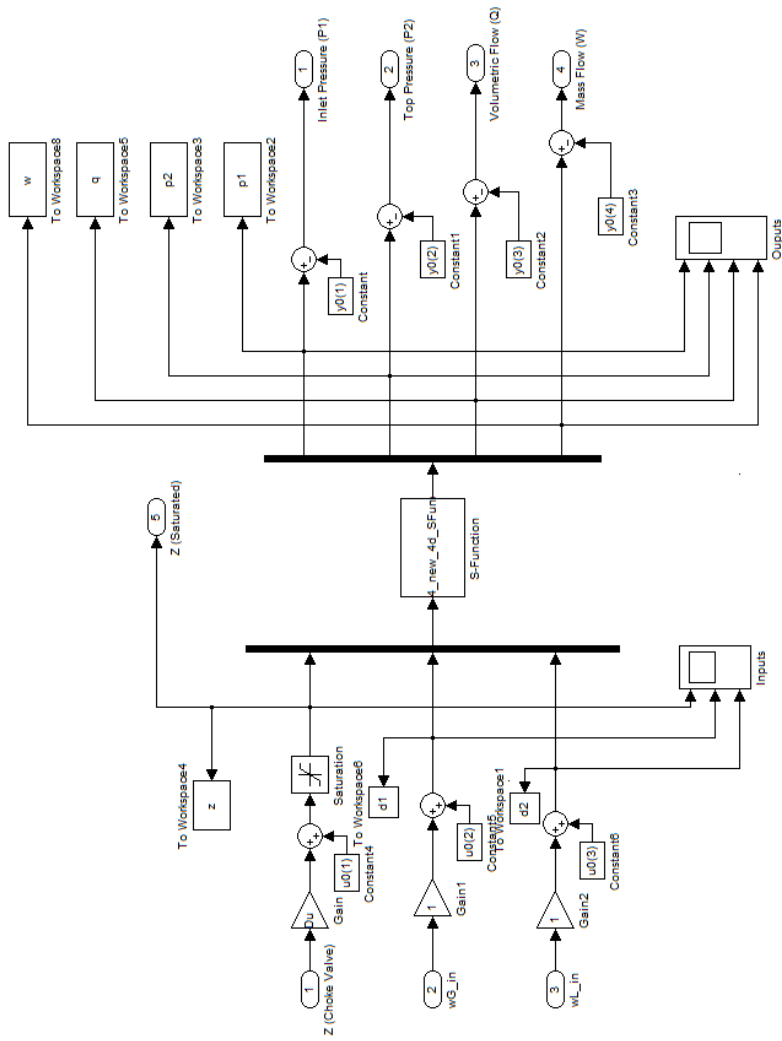 1
Z (Choke Valve)
Du
Gain
u0(1)
Constant4
Saturation
To Workspace4
z
5
Z (Saturated)
2
wG_in
1
Gain1
u0(2)
Constant5
To Workspace6
d1
3
wL_in
1
Gain2
u0(3)
Constant6
To Workspace1
d2
Inputs
4_new_4d_SFun
S-Function
w
To Workspace8
q
To Workspace5
p2
To Workspace3
p1
To Workspace2
y0(1)
Constant
1
Inlet Pressure (P1)
y0(2)
Constant1
2
Top Pressure (P2)
y0(3)
Constant2
3
Volumetric Flow (Q)
y0(4)
Constant3
4
Mass Flow (W)
Ouputs